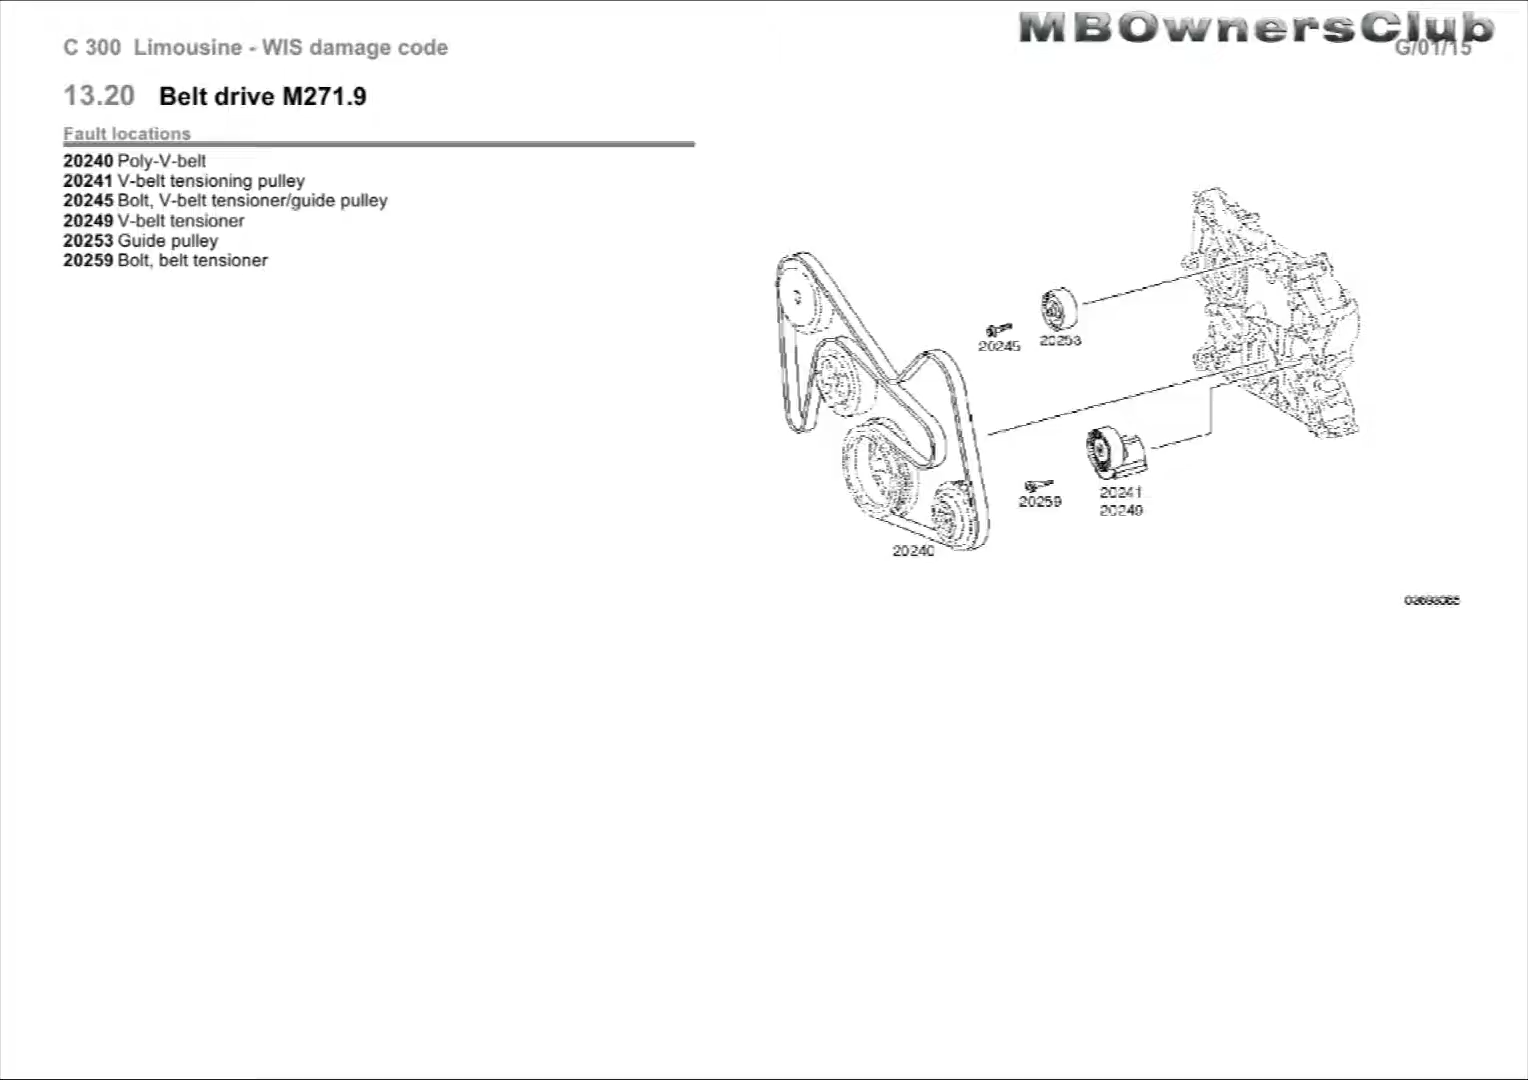 MBOwnersClub
C 300 Limousine - WIS damage code
G/01/15
13.20 Belt drive M271.9
Fault locations
20240 Poly-V-belt
20241 V-belt tensioning pulley
20245 Bolt, V-belt tensioner/guide pulley
20249 V-belt tensioner
20253 Guide pulley
20259 Bolt, belt tensioner
20245
20253
20259
20241
20249
20240